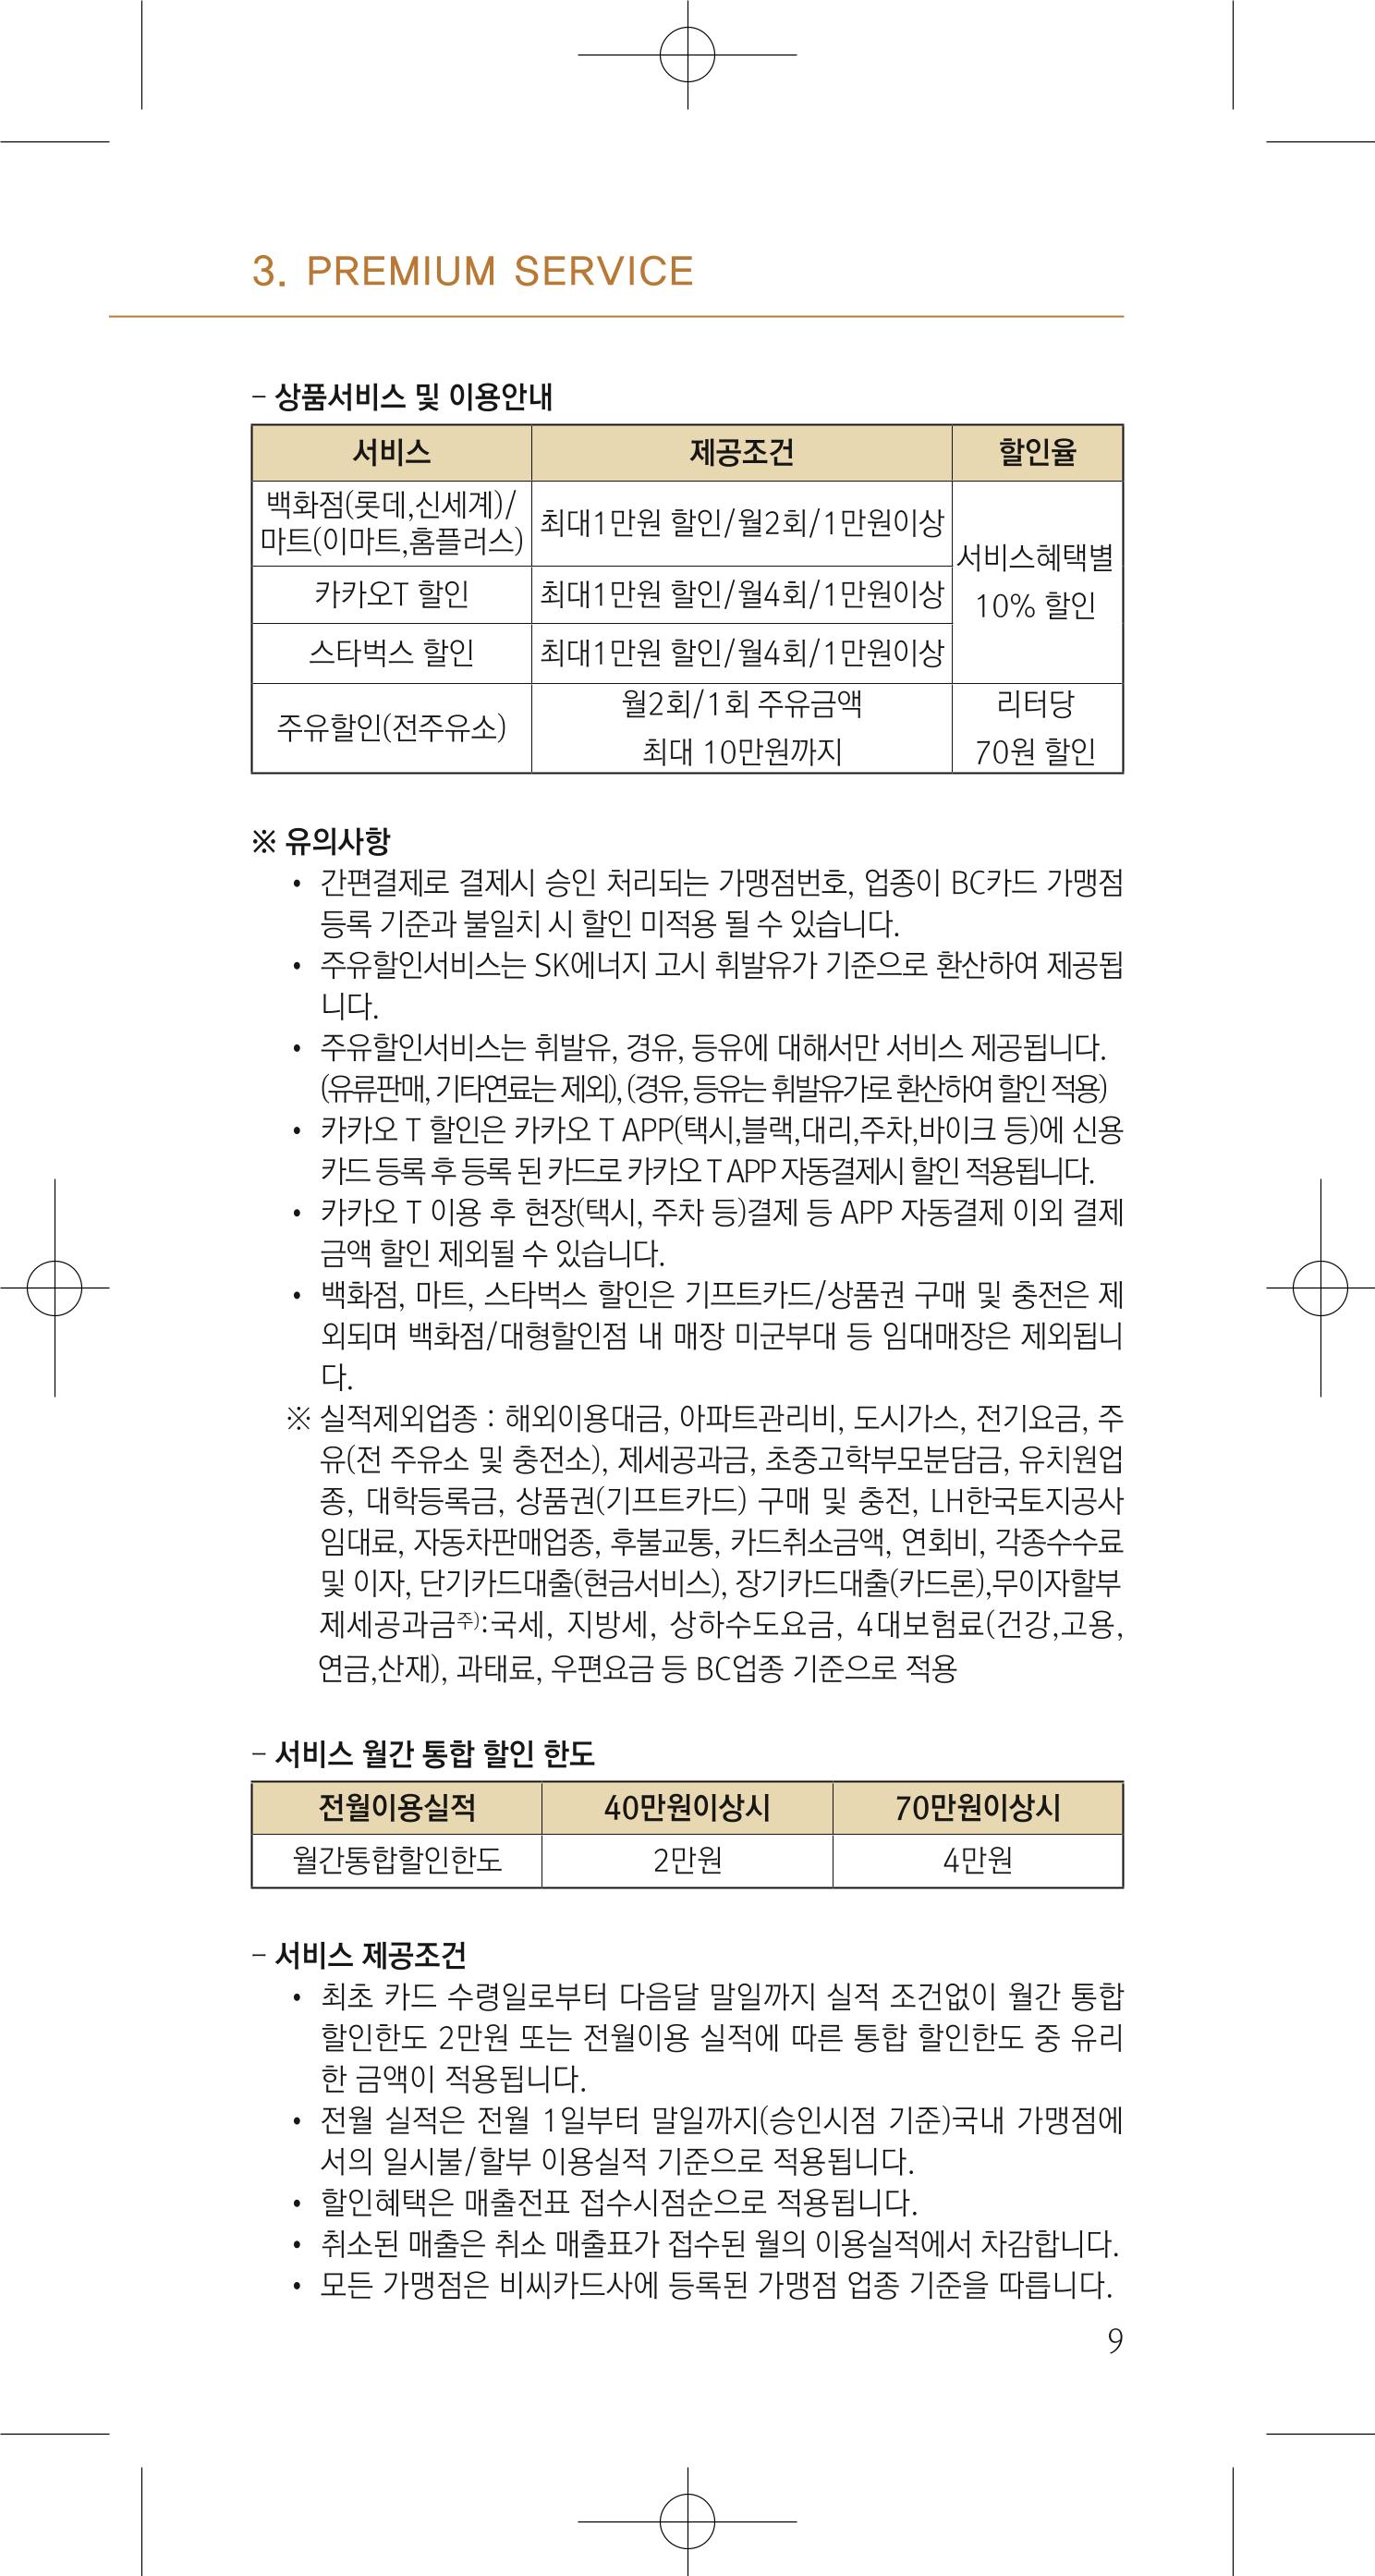 3. PREMIUM SERVICE
- 상품서비스 및 이용안내
서비스 제공조건 할인율
백화점(롯데,신세계)/
마트(이마트,홈플러스)
최대1만원 할인/월2회/1만원이상
서비스혜택별
10% 할인
카카오T 할인 최대1만원 할인/월4회/1만원이상
스타벅스 할인 최대1만원 할인/월4회/1만원이상
주유할인(전주유소)
월2회/1회 주유금액
최대 10만원까지
리터당
70원 할인
※ 유의사항
• 간편결제로 결제시 승인 처리되는 가맹점번호, 업종이 BC카드 가맹점
등록 기준과 불일치 시 할인 미적용 될 수 있습니다.
• 주유할인서비스는 SK에너지 고시 휘발유가 기준으로 환산하여 제공됩
니다.
• 주유할인서비스는 휘발유, 경유, 등유에 대해서만 서비스 제공됩니다.
(유류판매, 기타연료는 제외), (경유, 등유는 휘발유가로 환산하여 할인 적용)
• 카카오 T 할인은 카카오 T APP(택시,블랙,대리,주차,바이크 등)에 신용
카드 등록 후 등록 된 카드로 카카오 T APP 자동결제시 할인 적용됩니다.
• 카카오 T 이용 후 현장(택시, 주차 등)결제 등 APP 자동결제 이외 결제
금액 할인 제외될 수 있습니다.
• 백화점, 마트, 스타벅스 할인은 기프트카드/상품권 구매 및 충전은 제
외되며 백화점/대형할인점 내 매장 미군부대 등 임대매장은 제외됩니
다.
※ 실적제외업종 : 해외이용대금, 아파트관리비, 도시가스, 전기요금, 주
유(전 주유소 및 충전소), 제세공과금, 초중고학부모분담금, 유치원업
종, 대학등록금, 상품권(기프트카드) 구매 및 충전, LH한국토지공사
임대료, 자동차판매업종, 후불교통, 카드취소금액, 연회비, 각종수수료
및 이자, 단기카드대출(현금서비스), 장기카드대출(카드론),무이자할부
제세공과금주):국세, 지방세, 상하수도요금, 4대보험료(건강,고용,
연금,산재), 과태료, 우편요금 등 BC업종 기준으로 적용
- 서비스 월간 통합 할인 한도
전월이용실적 40만원이상시 70만원이상시
월간통합할인한도 2만원 4만원
- 서비스 제공조건
• 최초 카드 수령일로부터 다음달 말일까지 실적 조건없이 월간 통합
할인한도 2만원 또는 전월이용 실적에 따른 통합 할인한도 중 유리
한 금액이 적용됩니다.
• 전월 실적은 전월 1일부터 말일까지(승인시점 기준)국내 가맹점에
서의 일시불/할부 이용실적 기준으로 적용됩니다.
• 할인혜택은 매출전표 접수시점순으로 적용됩니다.
• 취소된 매출은 취소 매출표가 접수된 월의 이용실적에서 차감합니다.
• 모든 가맹점은 비씨카드사에 등록된 가맹점 업종 기준을 따릅니다.
9